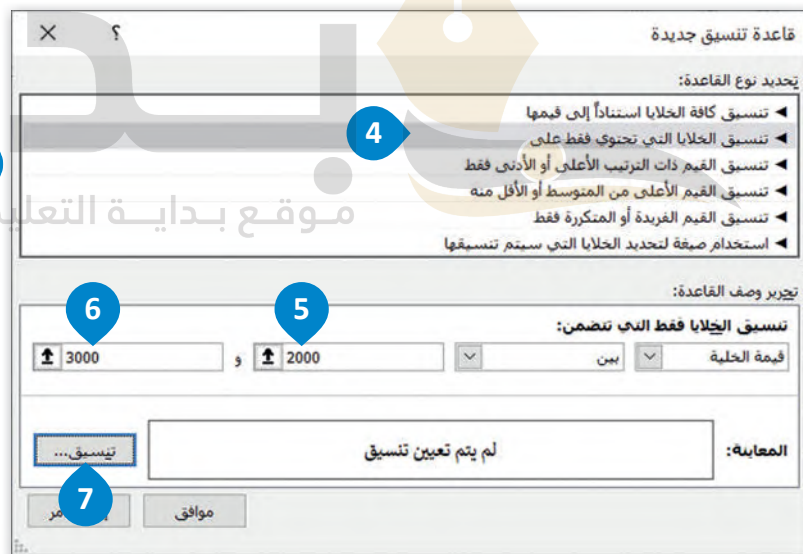 قاعدة تنسيق جديدة ؟ ×
تحديد نوع القاعدة:
◄ تنسيق كافة الخلايا استناداً إلى قيمها
◄ تنسيق الخلايا التي تحتوي فقط على
4
◄ تنسيق القيم ذات الترتيب الأعلى أو الأدنى فقط
◄ تنسيق القيم الأعلى من المتوسط أو الأقل منه
◄ تنسيق القيم الفريدة أو المتكررة فقط
◄ استخدام صيغة لتحديد الخلايا التي سيتم تنسيقها
موقع بداية
تحرير وصف القاعدة:
5 6
تنسيق الخلايا فقط التي تتضمن:
قيمة الخلية بين 2000 و 3000
المعاينة: لم يتم تعيين تنسيق تنسيق...
7
موافق